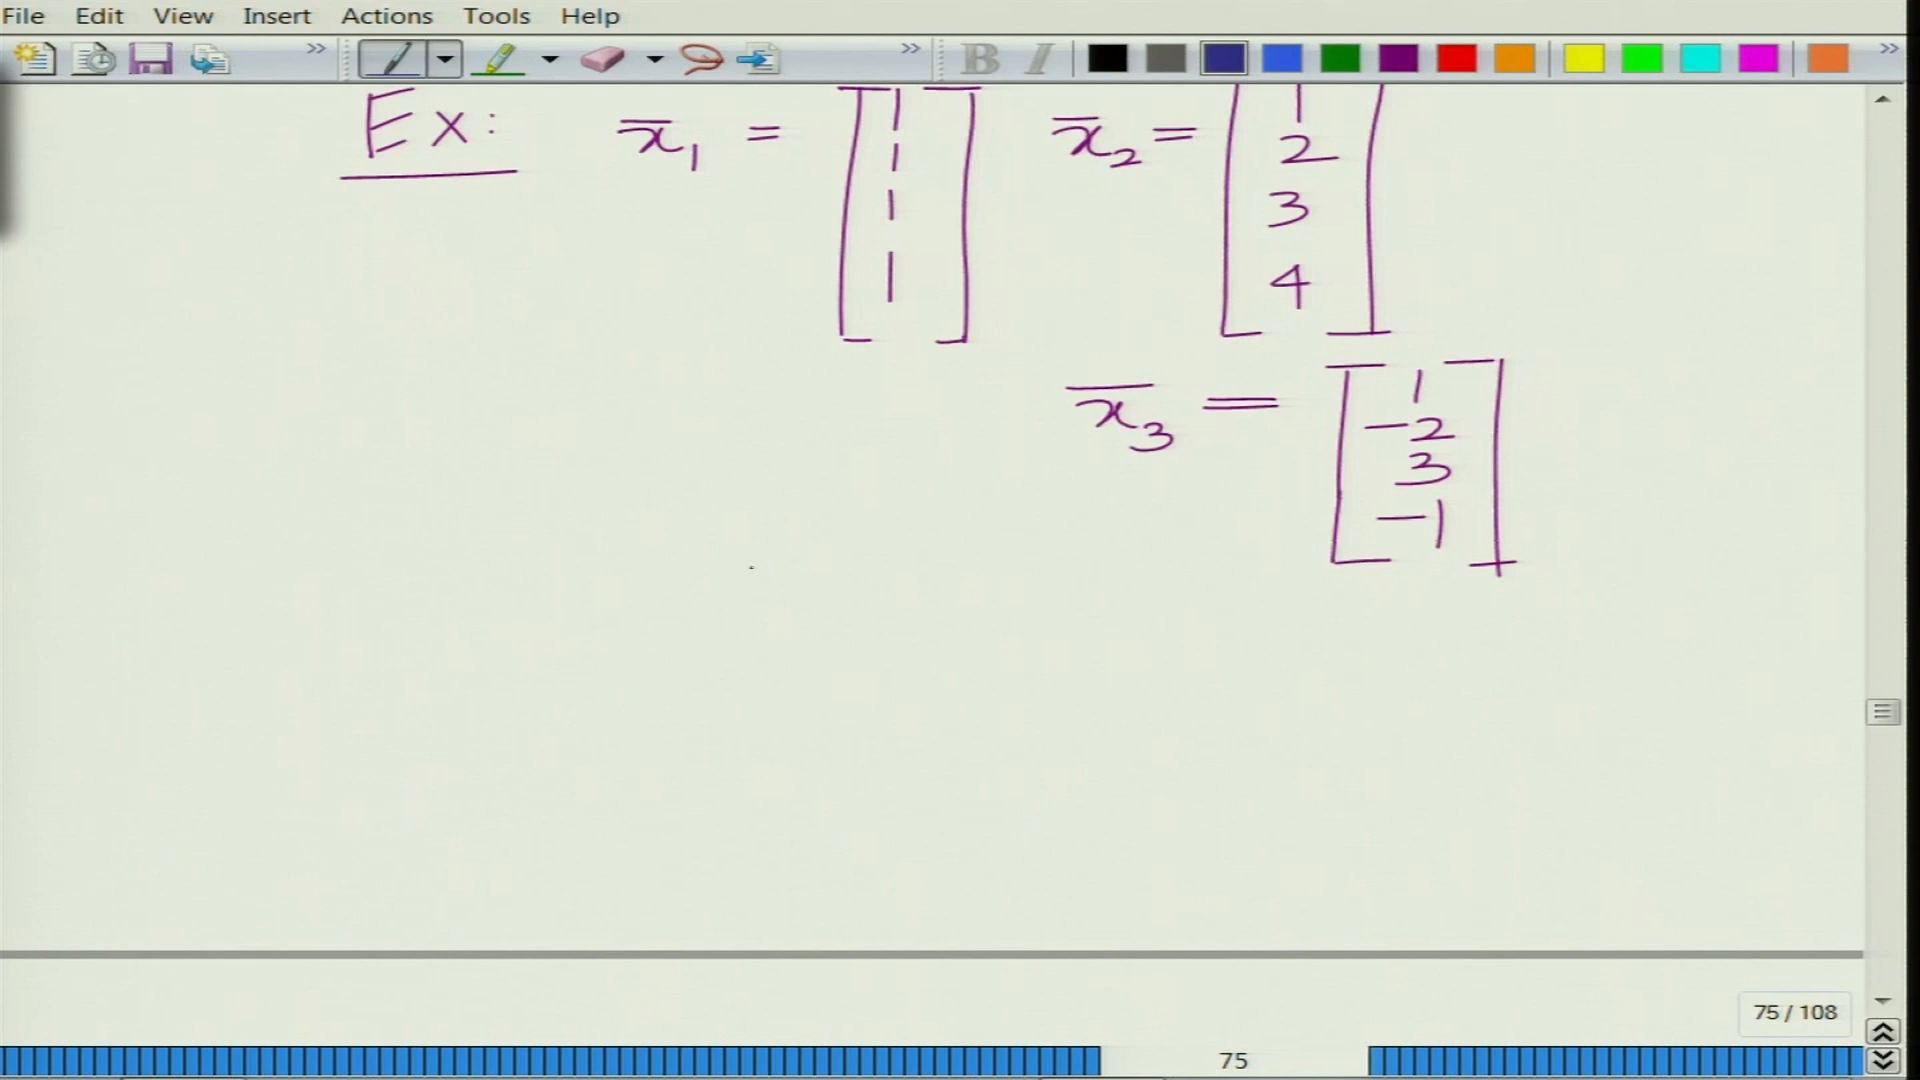 File Edit View Insert Actions Tools Help
B I
Ex: x̄₁ = [1 1 1 1] x̄₂ = [1 2 3 4]
x̄₃ = [1 -2 3 -1]
75 / 108
75